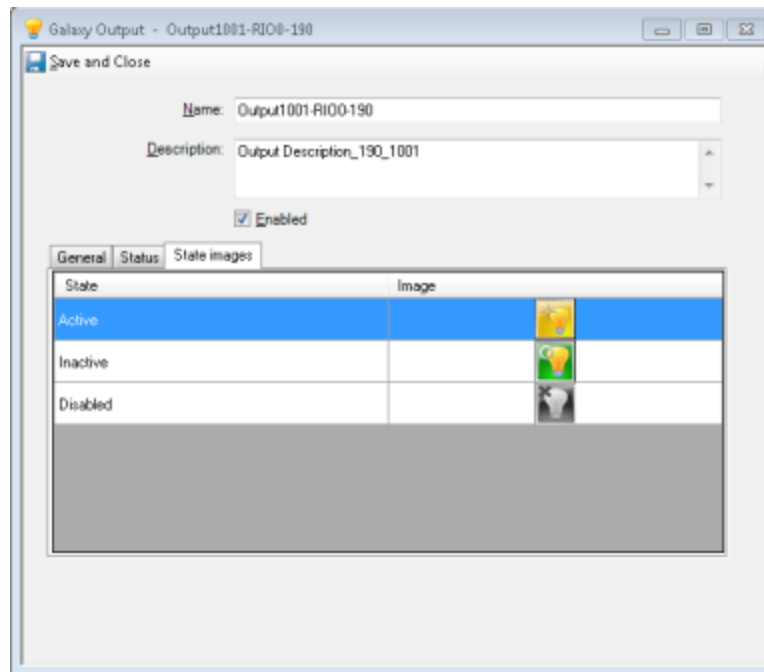 Galaxy Output - Output1001-RIO0-190
Save and Close
Name: Output1001-RIO0-190
Description: Output Description_190_1001
Enabled
General Status State images
State Image
Active
Inactive
Disabled